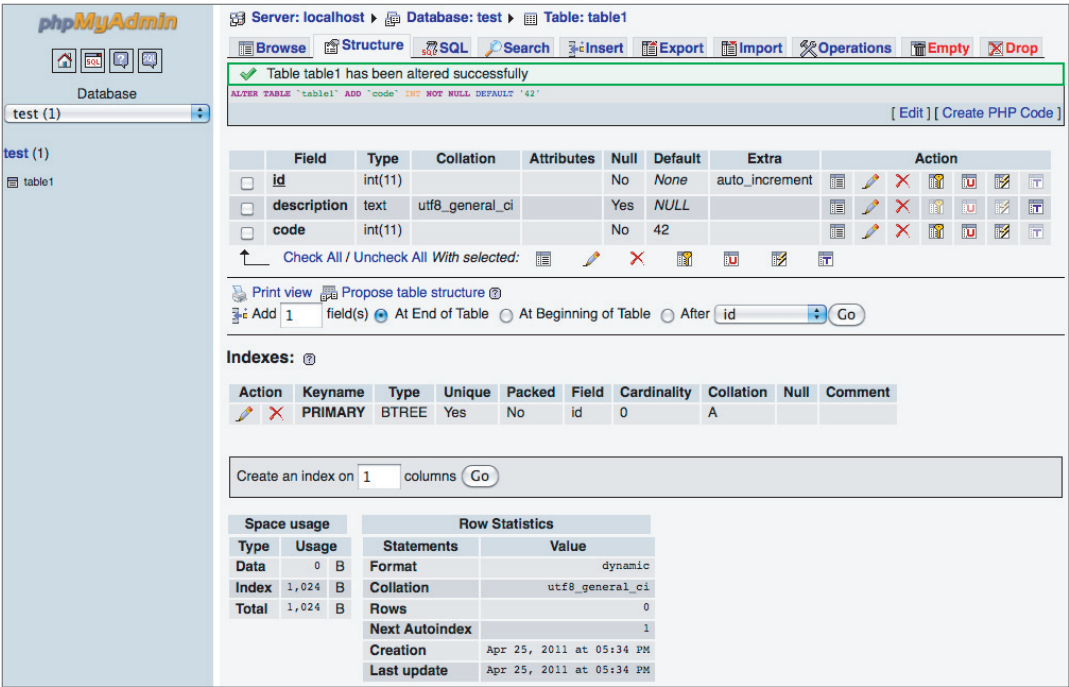 phpMyAdmin
SQL
Database
test (1)
test (1)
table1
Server: localhost Database: test Table: table1
Browse Structure SQL Search Insert Export Import Operations Empty Drop
Table table1 has been altered successfully
ALTER TABLE `table1` ADD `code` INT NOT NULL DEFAULT '42'
[ Edit ] [ Create PHP Code ]
Field Type Collation Attributes Null Default Extra Action
id int(11) No None auto_increment
description text utf8_general_ci Yes NULL
code int(11) No 42
Check All / Uncheck All With selected:
Print view Propose table structure
Add 1 field(s) At End of Table At Beginning of Table After id Go
Indexes:
Action Keyname Type Unique Packed Field Cardinality Collation Null Comment
PRIMARY BTREE Yes No id 0 A
Create an index on 1 columns Go
Space usage
Type Usage
Data 0 B
Index 1,024 B
Total 1,024 B
Row Statistics
Statements Value
Format dynamic
Collation utf8_general_ci
Rows 0
Next Autoindex 1
Creation Apr 25, 2011 at 05:34 PM
Last update Apr 25, 2011 at 05:34 PM